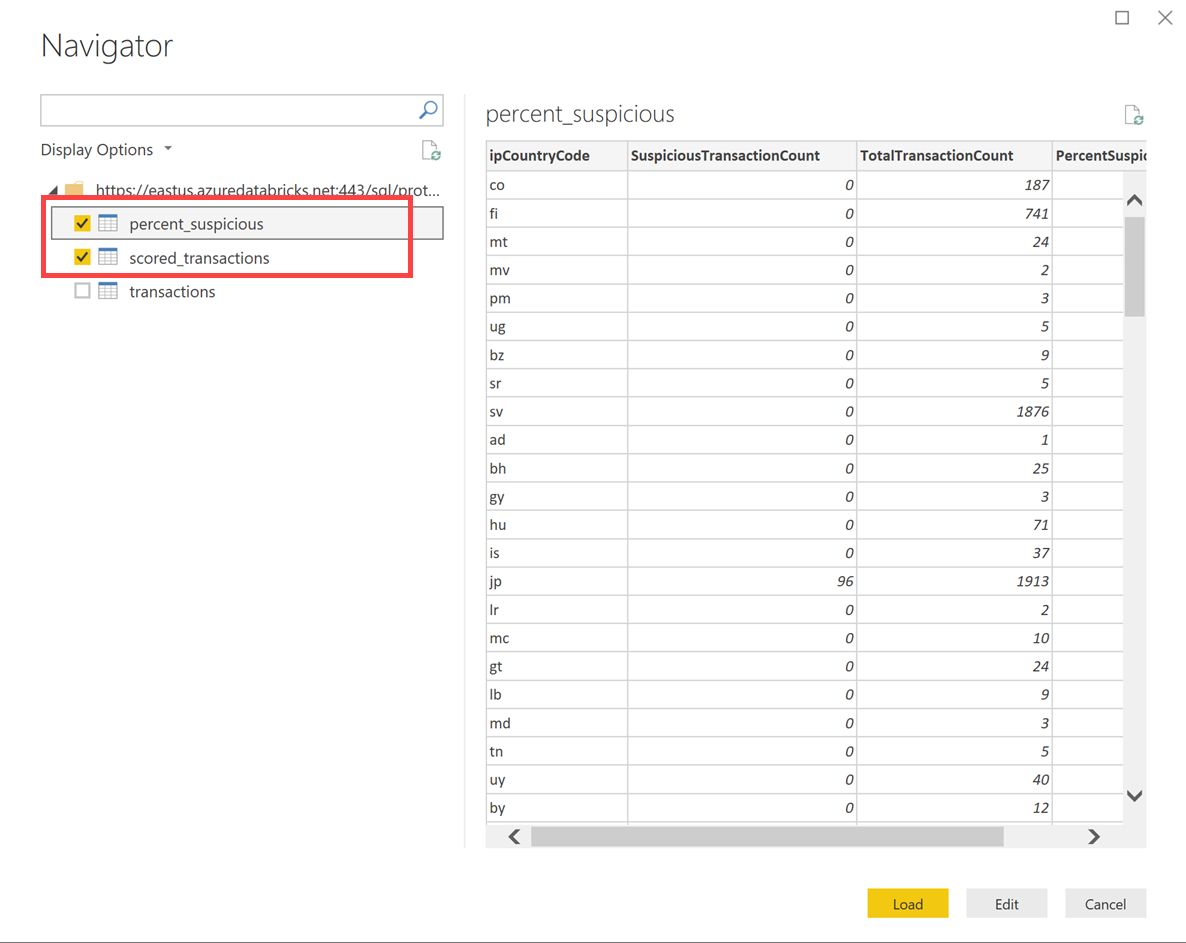 Navigator
Display Options
https://eastus.azuredatabricks.net:443/sql/prot...
percent_suspicious
scored_transactions
transactions
percent_suspicious
ipCountryCode SuspiciousTransactionCount TotalTransactionCount PercentSuspic
co 0 187
fi 0 741
mt 0 24
mv 0 2
pm 0 3
ug 0 5
bz 0 9
sr 0 5
sv 0 1876
ad 0 1
bh 0 25
gy 0 3
hu 0 71
is 0 37
jp 96 1913
lr 0 2
mc 0 10
gt 0 24
lb 0 9
md 0 3
tn 0 5
uy 0 40
by 0 12
Load Edit Cancel